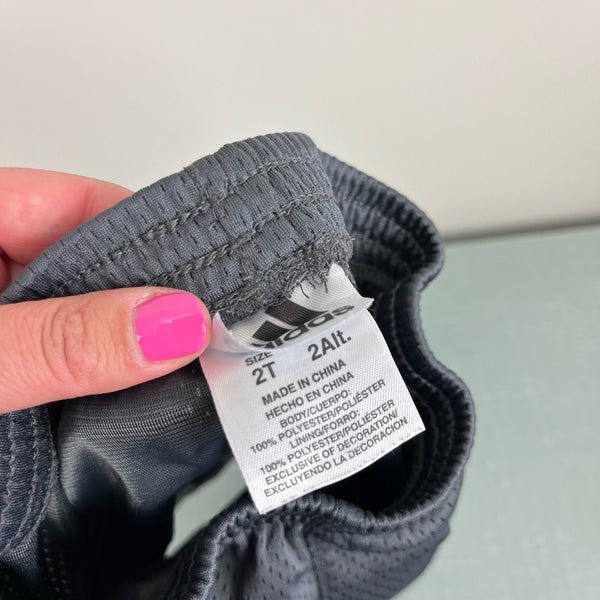 adidas
SIZE
2T 2Alt.
MADE IN CHINA
HECHO EN CHINA
BODY/CUERPO:
100% POLYESTER/POLIÉSTER
LINING/FORRO:
100% POLYESTER/POLIÉSTER
EXCLUSIVE OF DECORATION
EXCLUYENDO LA DECORACIÓN